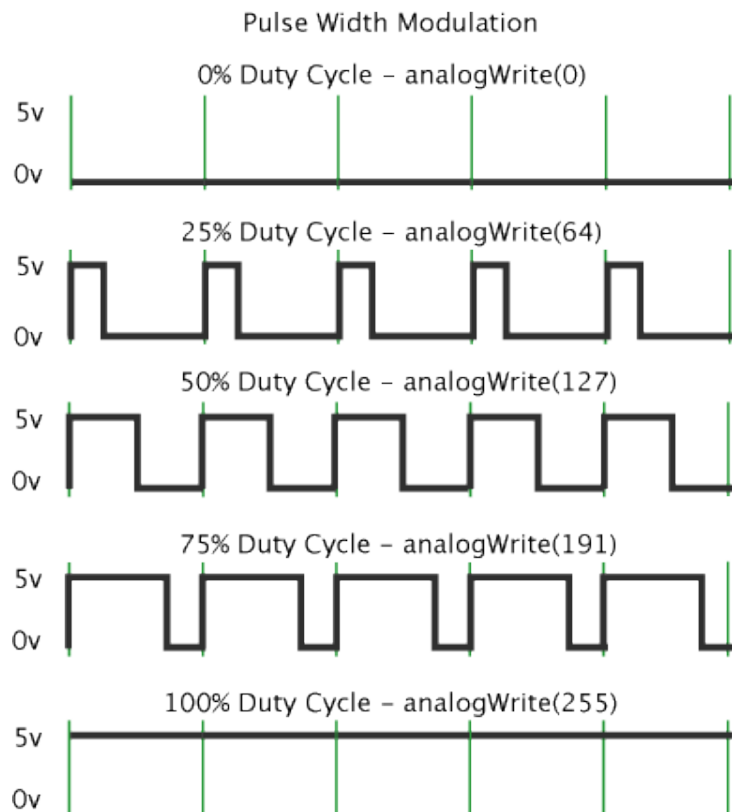 Pulse Width Modulation
0% Duty Cycle – analogWrite(0)
5v
0v
25% Duty Cycle – analogWrite(64)
5v
0v
50% Duty Cycle – analogWrite(127)
5v
0v
75% Duty Cycle – analogWrite(191)
5v
0v
100% Duty Cycle – analogWrite(255)
5v
0v